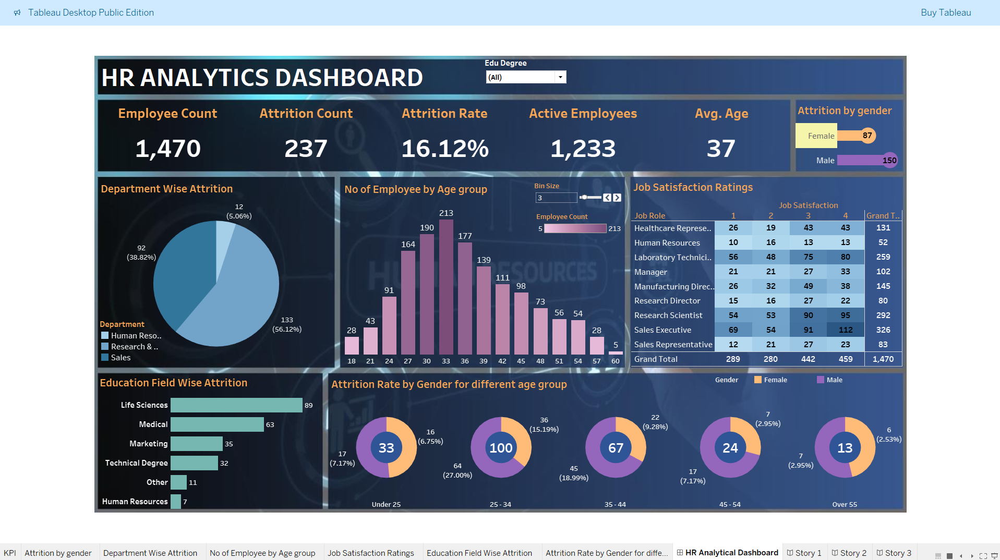 Tableau Desktop Public Edition
Buy Tableau
HR ANALYTICS DASHBOARD
Edu Degree
(All)
Employee Count
Attrition Count
Attrition Rate
Active Employees
Avg. Age
1,470
237
16.12%
1,233
37
Attrition by gender
Female 87
Male 150
Department Wise Attrition
12
(5.06%)
92
(38.82%)
133
(56.12%)
Department
Human Reso..
Research & ..
Sales
No of Employee by Age group
Bin Size
3
Employee Count
5 213
28 43 91 164 190 213 177 139 111 98 73 56 54 28 5
18 21 24 27 30 33 36 39 42 45 48 51 54 57 60
HUMAN RESOURCES
Job Satisfaction Ratings
Job Satisfaction
Job Role 1 2 3 4 Grand T..
Healthcare Represe.. 26 19 43 43 131
Human Resources 10 16 13 13 52
Laboratory Technici.. 56 48 75 80 259
Manager 21 21 27 33 102
Manufacturing Direc.. 26 32 49 38 145
Research Director 15 16 27 22 80
Research Scientist 54 53 90 95 292
Sales Executive 69 54 91 112 326
Sales Representative 12 21 27 23 83
Grand Total 289 280 442 459 1,470
Education Field Wise Attrition
Life Sciences 89
Medical 63
Marketing 35
Technical Degree 32
Other 11
Human Resources 7
Attrition Rate by Gender for different age group
Gender Female Male
16
(6.75%)
33
17
(7.17%)
Under 25
36
(15.19%)
100
64
(27.00%)
25 - 34
22
(9.28%)
67
45
(18.99%)
35 - 44
7
(2.95%)
24
17
(7.17%)
45 - 54
6
(2.53%)
13
7
(2.95%)
Over 55
KPI
Attrition by gender
Department Wise Attrition
No of Employee by Age group
Job Satisfaction Ratings
Education Field Wise Attrition
Attrition Rate by Gender for diffe...
HR Analytical Dashboard
Story 1
Story 2
Story 3